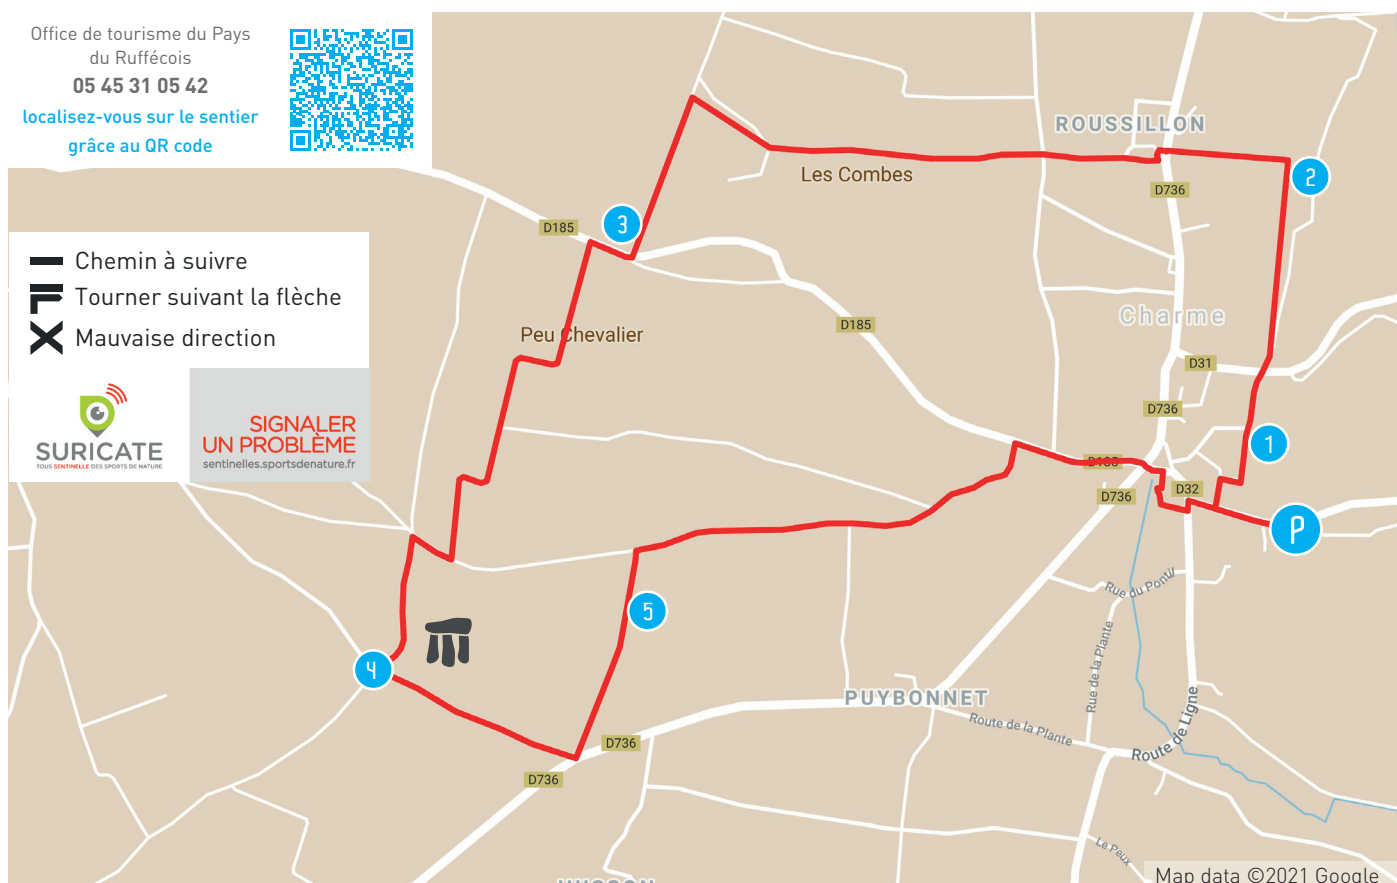 Office de tourisme du Pays
du Ruffécois
05 45 31 05 42
localisez-vous sur le sentier
grâce au QR code
Chemin à suivre
Tourner suivant la flèche
Mauvaise direction
SURICATE
TOUS SENTINELLE DES SPORTS DE NATURE
SIGNALER
UN PROBLÈME
sentinelles.sportsdenature.fr
ROUSSILLON
Les Combes
2
D736
3
D185
Charme
D185
Peu Chevalier
D31
D736
1
D185
D736
D32
P
Rue du Pontil
5
Rue de la Plante
4
PUYBONNET
Route de la Plante
Route de Ligne
D736
D736
Le Peux
Map data ©2021 Google